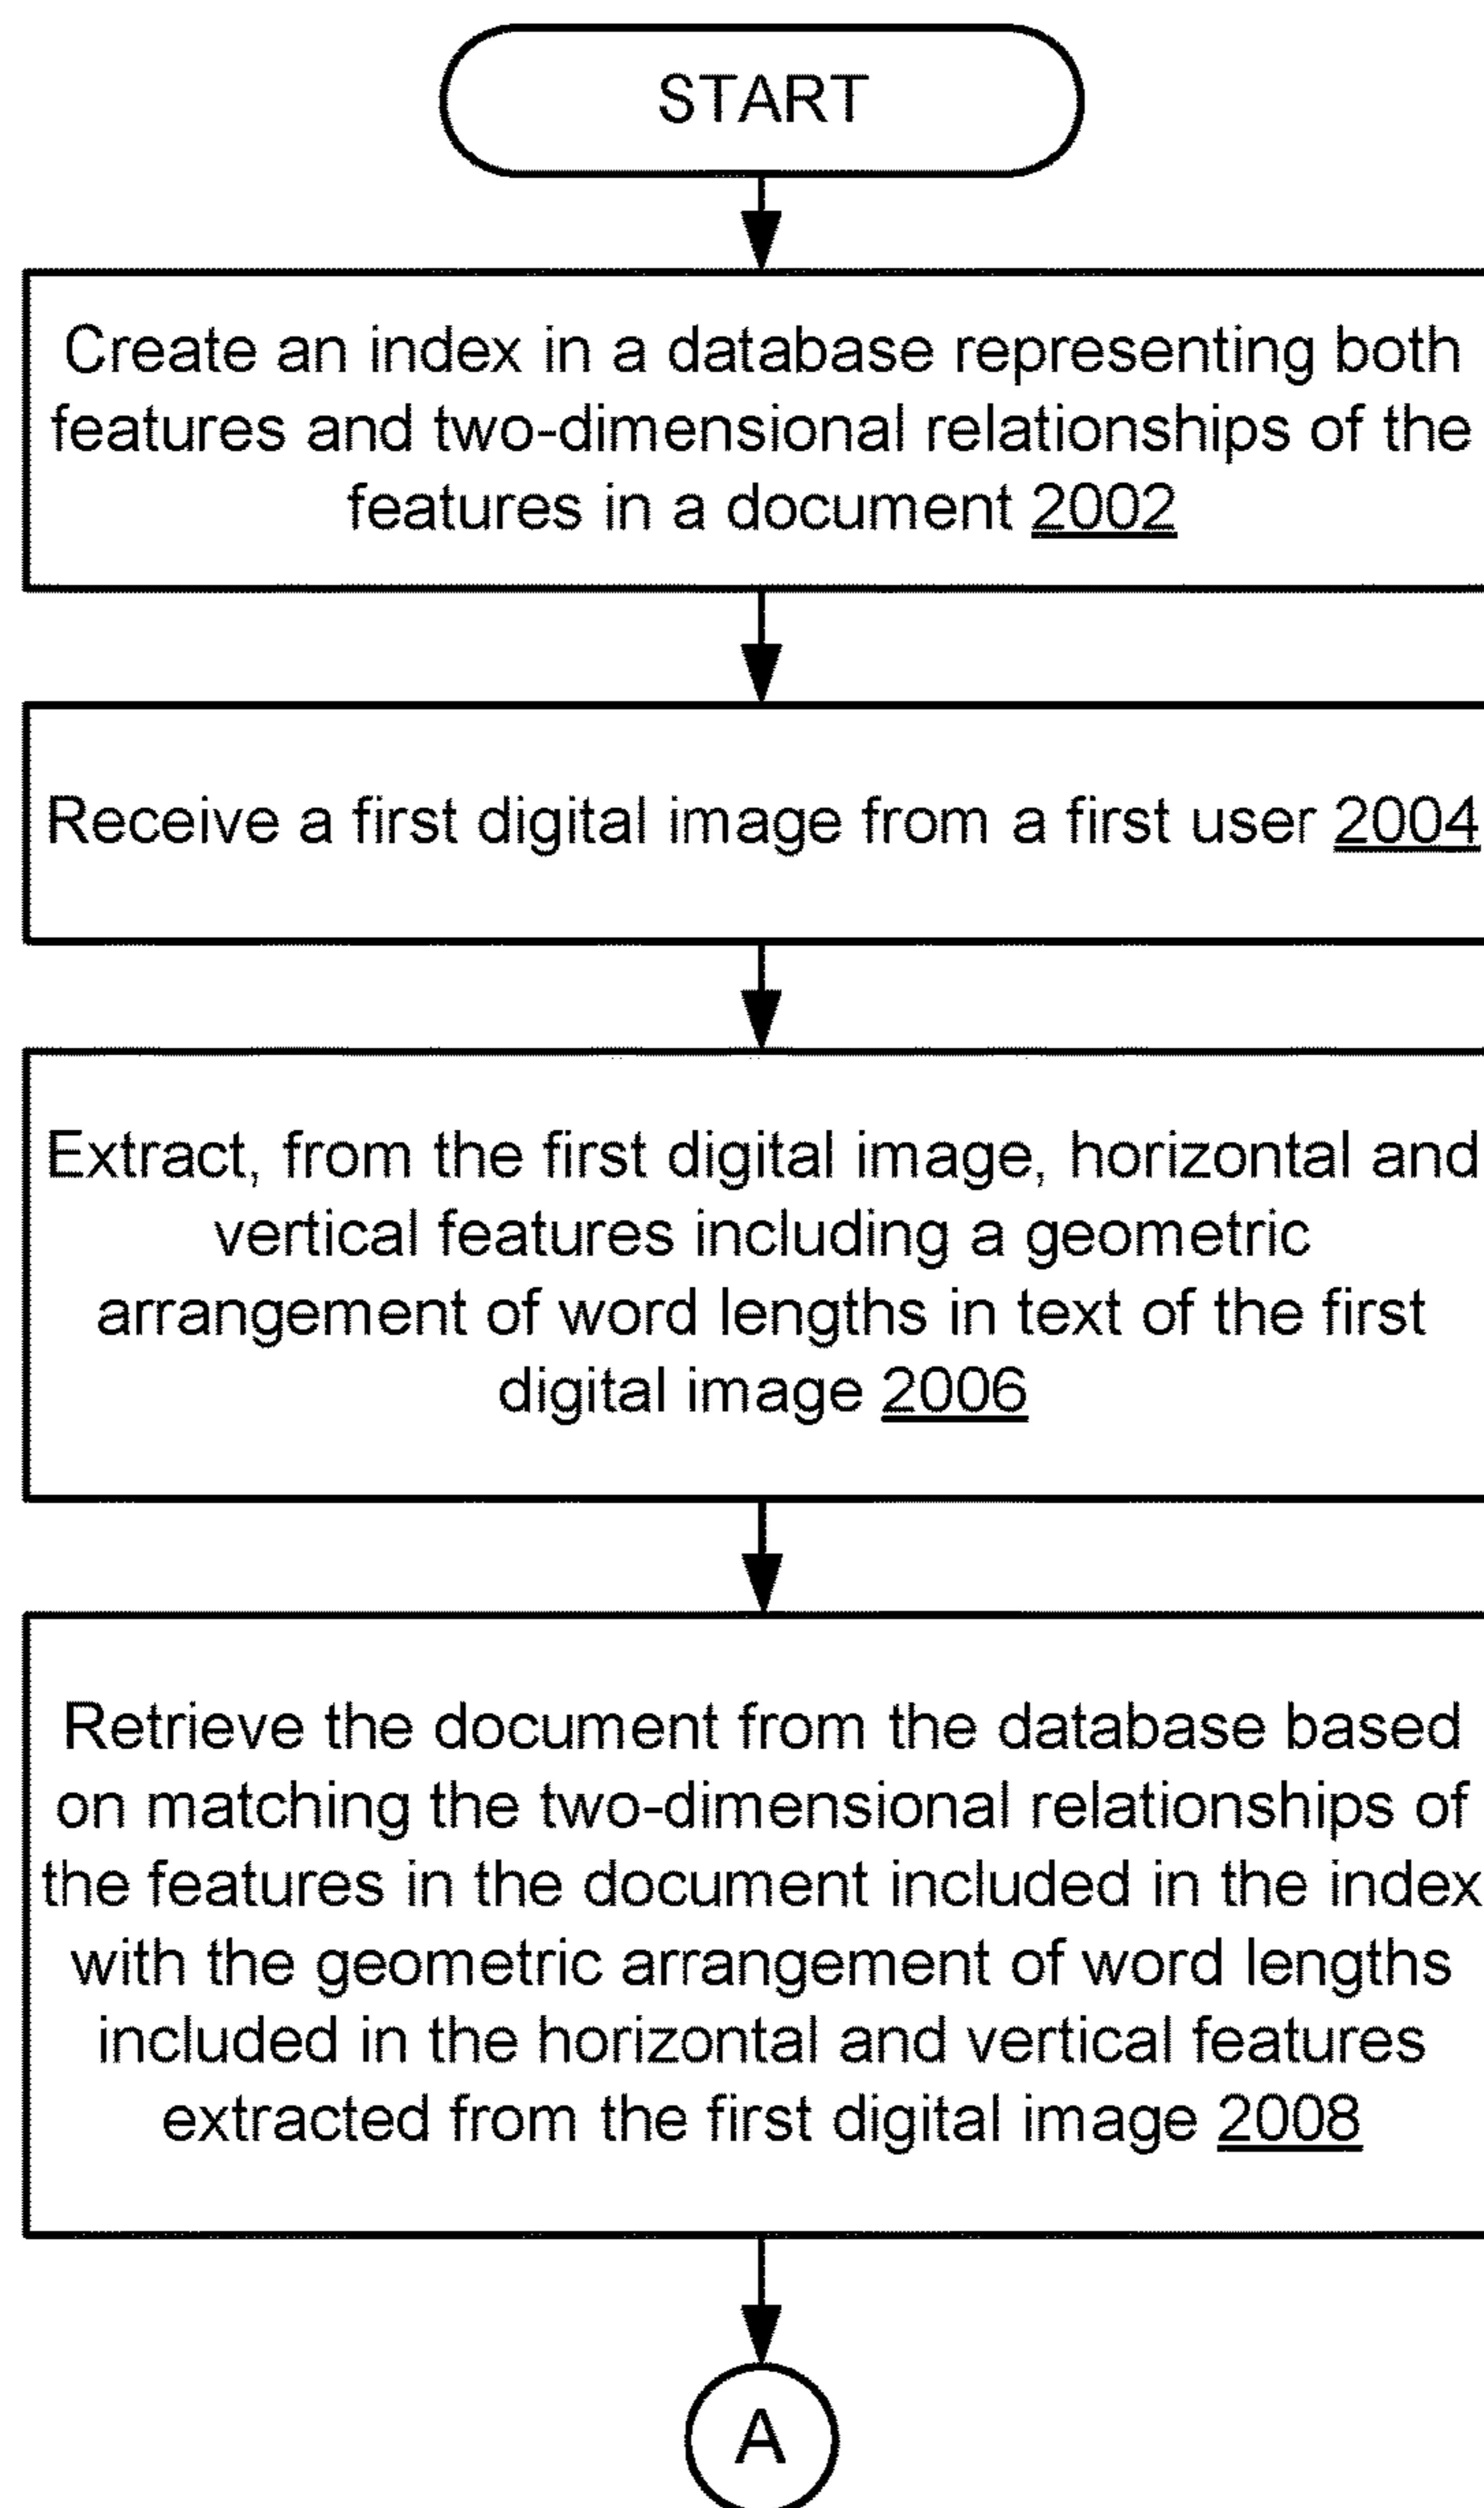 START
Create an index in a database representing both
features and two-dimensional relationships of the
features in a document 2002
Receive a first digital image from a first user 2004
Extract, from the first digital image, horizontal and
vertical features including a geometric
arrangement of word lengths in text of the first
digital image 2006
Retrieve the document from the database based
on matching the two-dimensional relationships of
the features in the document included in the index
with the geometric arrangement of word lengths
included in the horizontal and vertical features
extracted from the first digital image 2008
A